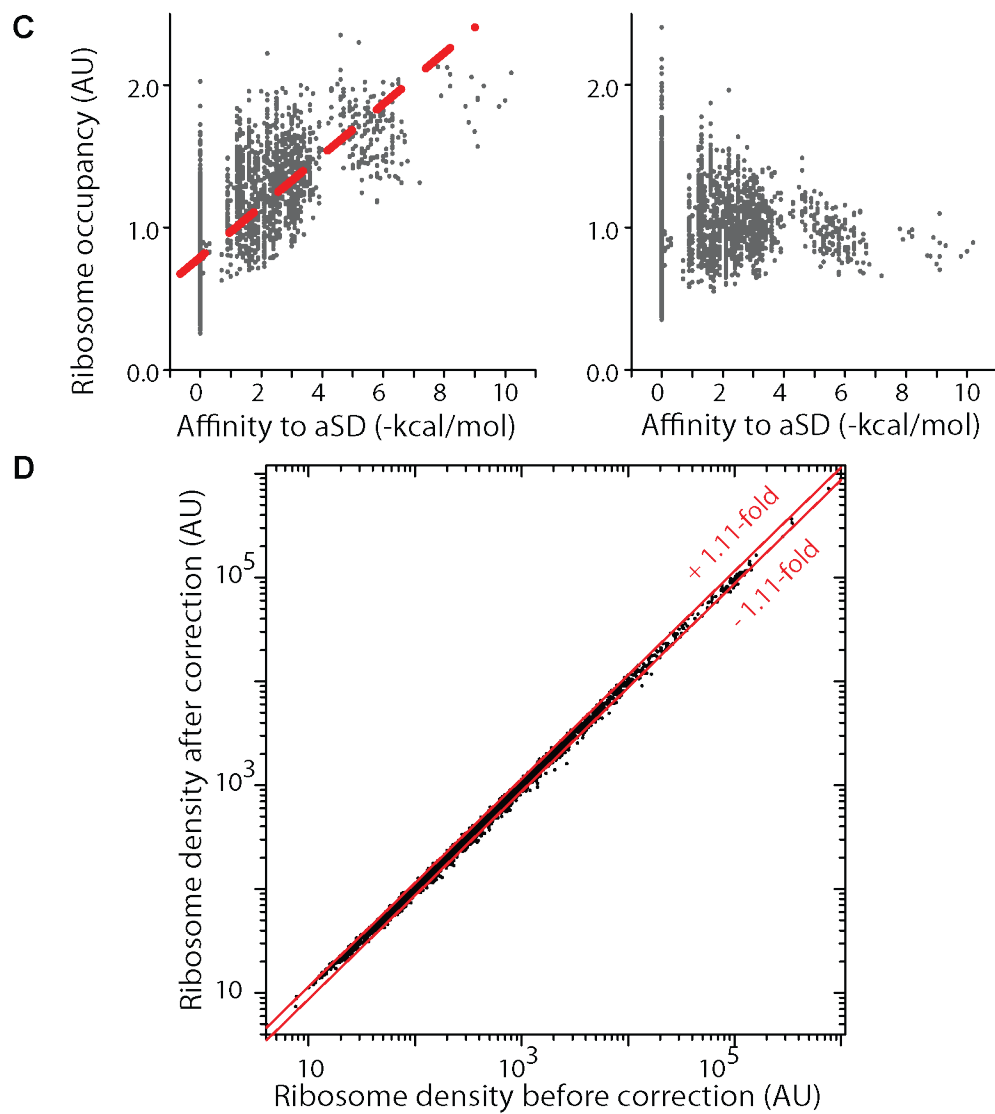 C
Ribosome occupancy (AU)
2.0
1.0
0.0
0 2 4 6 8 10
Affinity to aSD (-kcal/mol)
2.0
1.0
0.0
0 2 4 6 8 10
Affinity to aSD (-kcal/mol)
D
Ribosome density after correction (AU)
10⁵
10³
10
+ 1.11-fold
- 1.11-fold
10 10³ 10⁵
Ribosome density before correction (AU)